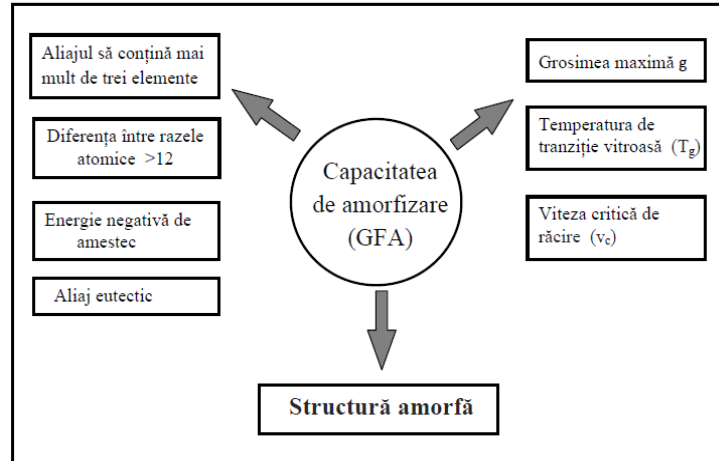 Aliajul să conțină mai
mult de trei elemente
Diferența între razele
atomice >12
Energie negativă de
amestec
Aliaj eutectic
Capacitatea
de amorfizare
(GFA)
Grosimea maximă g
Temperatura de
tranziție vitroasă (Tg)
Viteza critică de
răcire (vc)
Structură amorfă